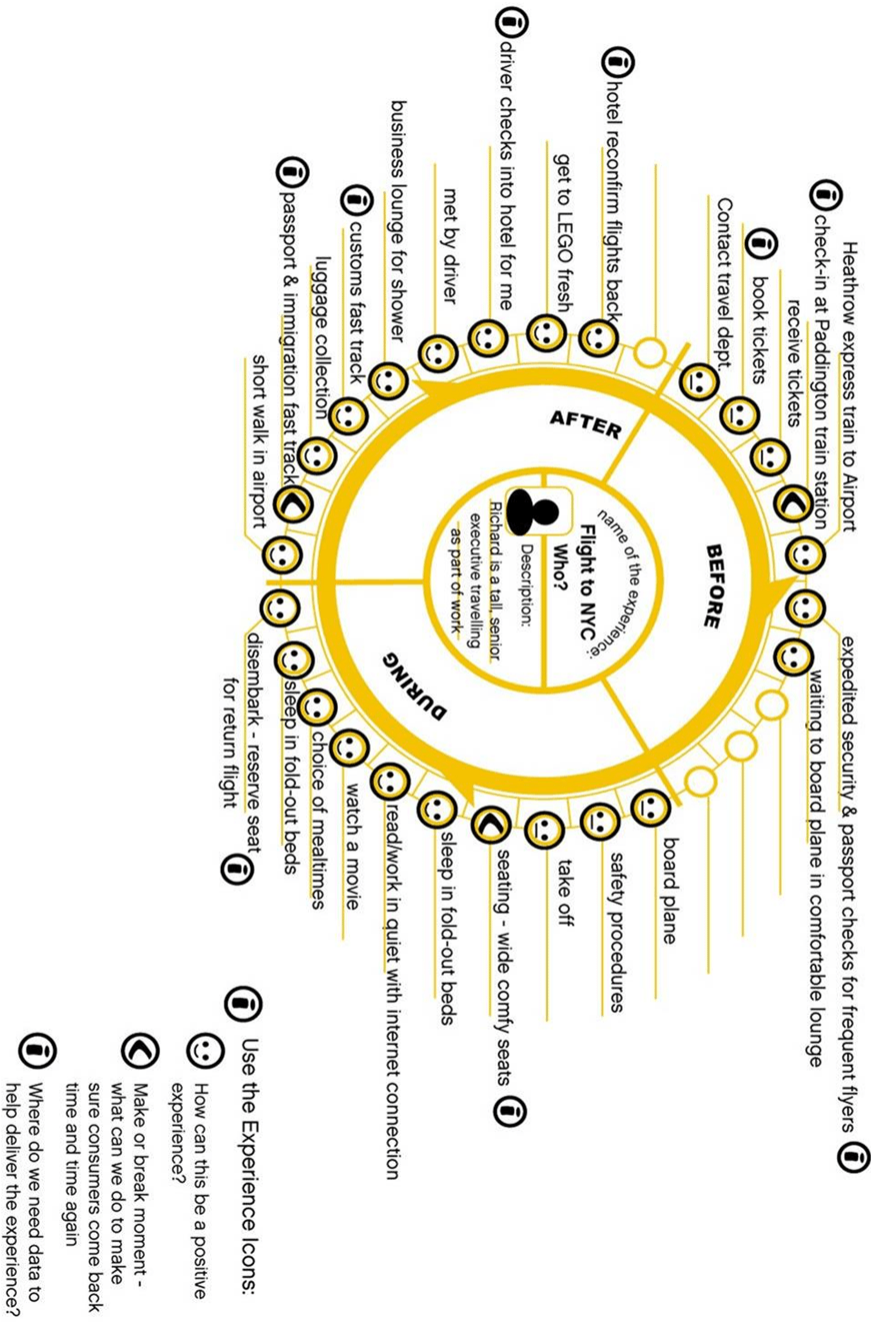 Heathrow express train to Airport
check-in at Paddington train station
receive tickets
book tickets
Contact travel dept.
expedited security & passport checks for frequent flyers
waiting to board plane in comfortable lounge
board plane
safety procedures
take off
seating - wide comfy seats
sleep in fold-out beds
read/work in quiet with internet connection
watch a movie
choice of mealtimes
sleep in fold-out beds
disembark - reserve seat
for return flight
short walk in airport
passport & immigration fast track
luggage collection
customs fast track
business lounge for shower
met by driver
driver checks into hotel for me
get to LEGO fresh
hotel reconfirm flights back
BEFORE
DURING
AFTER
name of the experience:
Flight to NYC
Who?
Description:
Richard is a tall, senior
executive travelling
as part of work
Use the Experience Icons:
How can this be a positive
experience?
Make or break moment -
what can we do to make
sure consumers come back
time and time again
Where do we need data to
help deliver the experience?